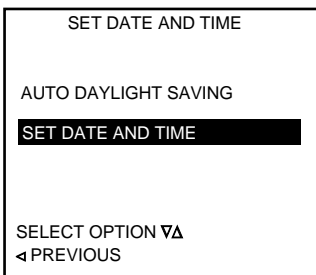 SET DATE AND TIME
AUTO DAYLIGHT SAVING
SET DATE AND TIME
SELECT OPTION ∇Δ
⊲ PREVIOUS